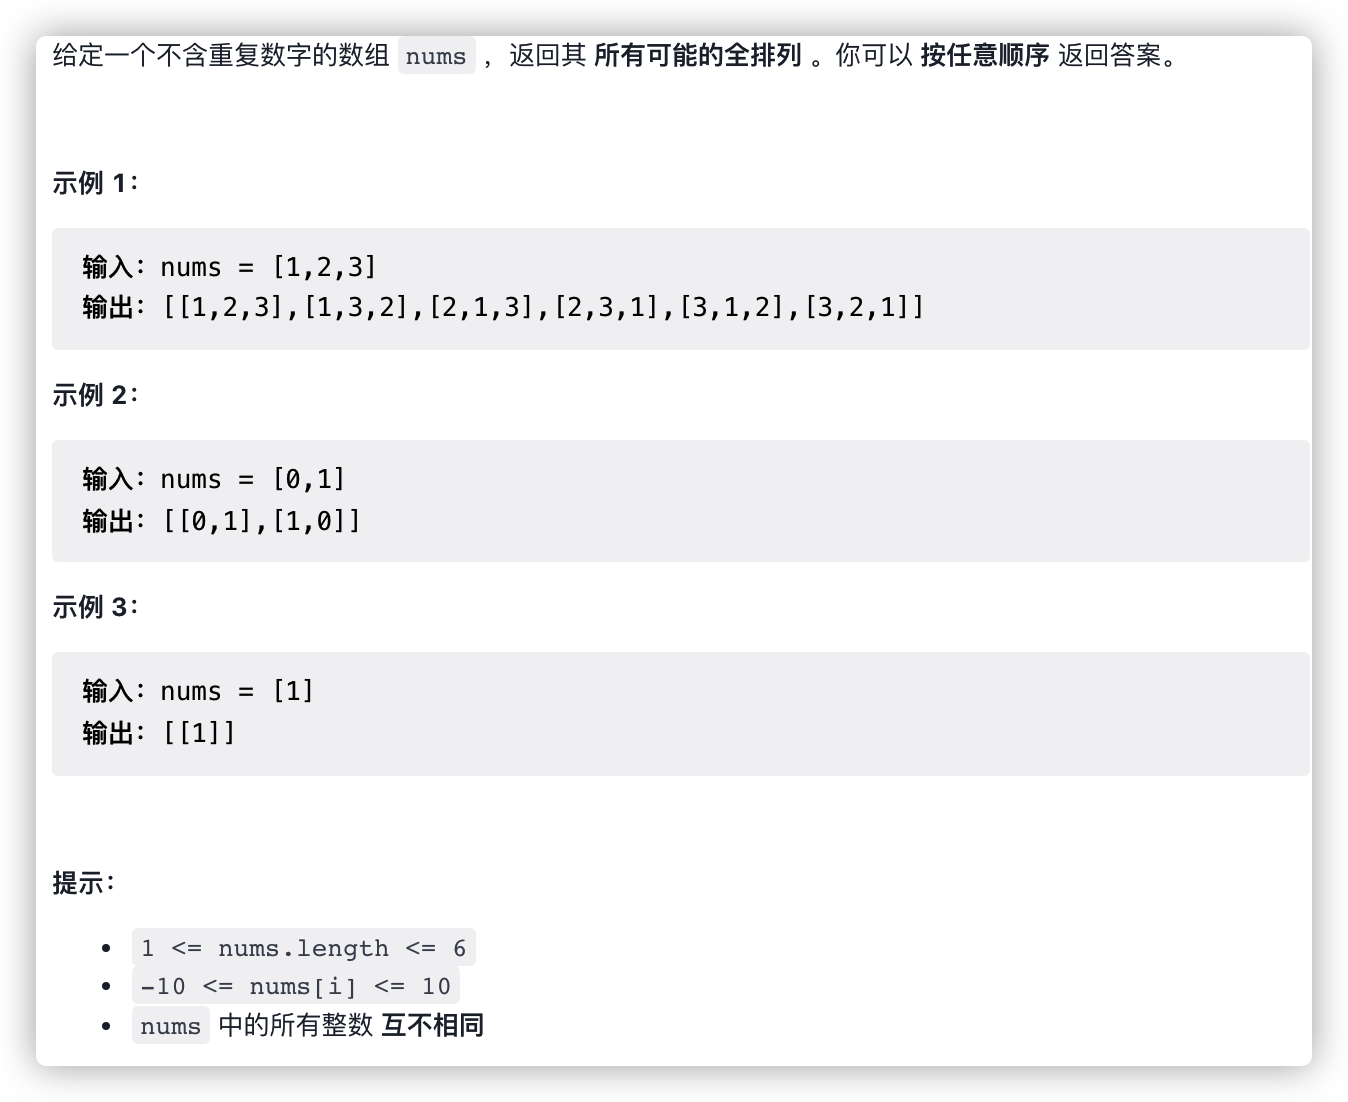 给定一个不含重复数字的数组 nums ，返回其 所有可能的全排列 。你可以 按任意顺序 返回答案。
示例 1：
输入：nums = [1,2,3]
输出：[[1,2,3],[1,3,2],[2,1,3],[2,3,1],[3,1,2],[3,2,1]]
示例 2：
输入：nums = [0,1]
输出：[[0,1],[1,0]]
示例 3：
输入：nums = [1]
输出：[[1]]
提示：
• 1 <= nums.length <= 6
• -10 <= nums[i] <= 10
• nums 中的所有整数 互不相同